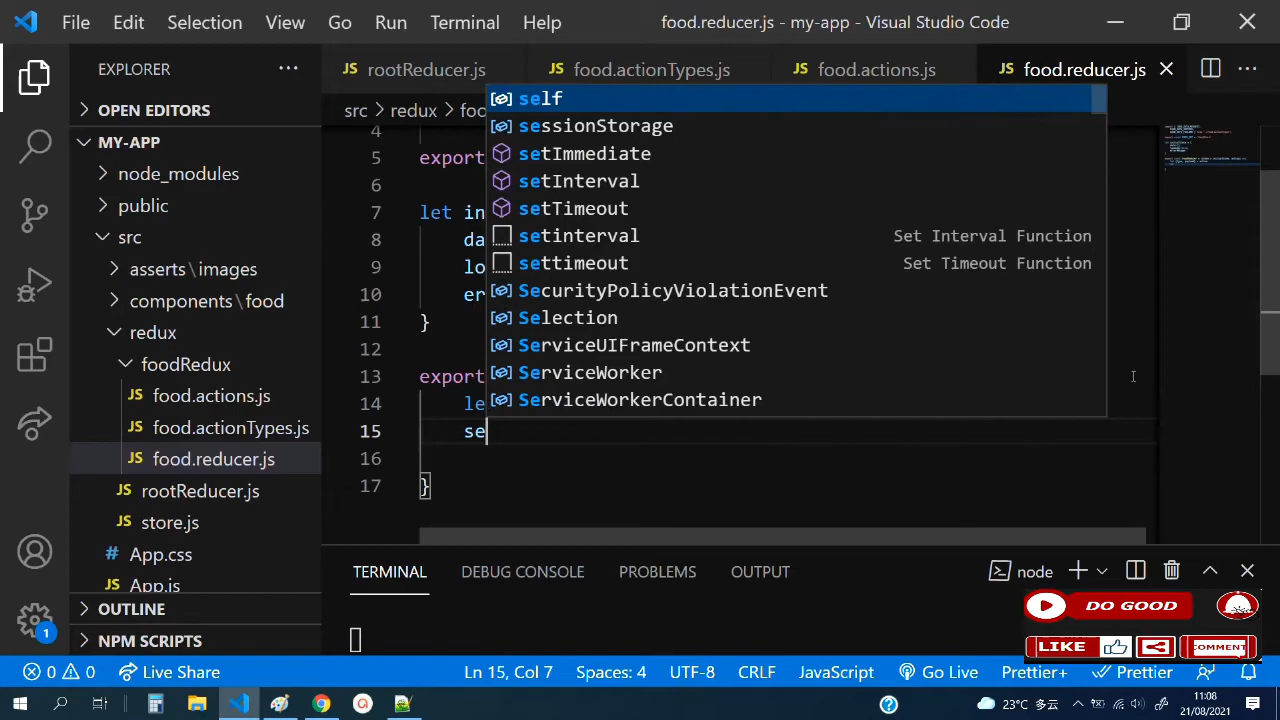 File Edit Selection View Go Run Terminal Help food.reducer.js - my-app - Visual Studio Code
EXPLORER
rootReducer.js food.actionTypes.js food.actions.js food.reducer.js
OPEN EDITORS
MY-APP
node_modules
public
src
asserts\images
components\food
redux
foodRedux
food.actions.js
food.actionTypes.js
food.reducer.js
rootReducer.js
store.js
App.css
App.js
OUTLINE
NPM SCRIPTS
src redux foo
self
sessionStorage
setImmediate
setInterval
setTimeout
setinterval Set Interval Function
settimeout Set Timeout Function
SecurityPolicyViolationEvent
Selection
ServiceUIFrameContext
ServiceWorker
ServiceWorkerContainer
4
5 export
6
7 let in
8 da
9 lo
10 er
11 }
12
13 export
14 le
15 se
16
17 }
TERMINAL DEBUG CONSOLE PROBLEMS OUTPUT node
DO GOOD
LIKE COMMENT
1
0 0 Live Share Ln 15, Col 7 Spaces: 4 UTF-8 CRLF JavaScript Go Live Prettier+ Prettier
23°C 多云 11:08
21/08/2021